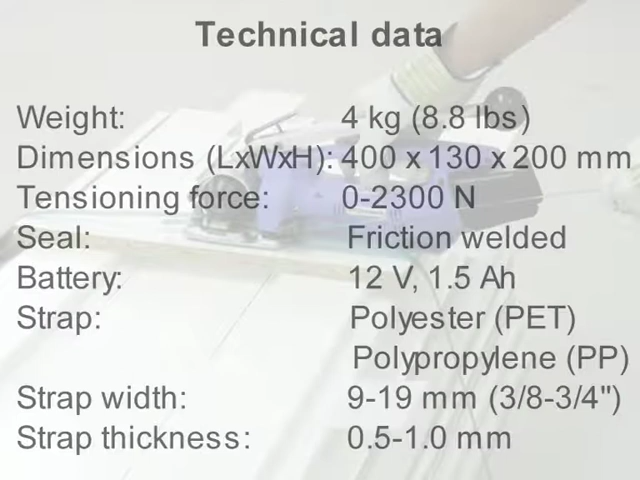 Technical data
Weight: 4 kg (8.8 lbs)
Dimensions (LxWxH): 400 x 130 x 200 mm
Tensioning force: 0-2300 N
Seal: Friction welded
Battery: 12 V, 1.5 Ah
Strap: Polyester (PET)
Polypropylene (PP)
Strap width: 9-19 mm (3/8-3/4")
Strap thickness: 0.5-1.0 mm